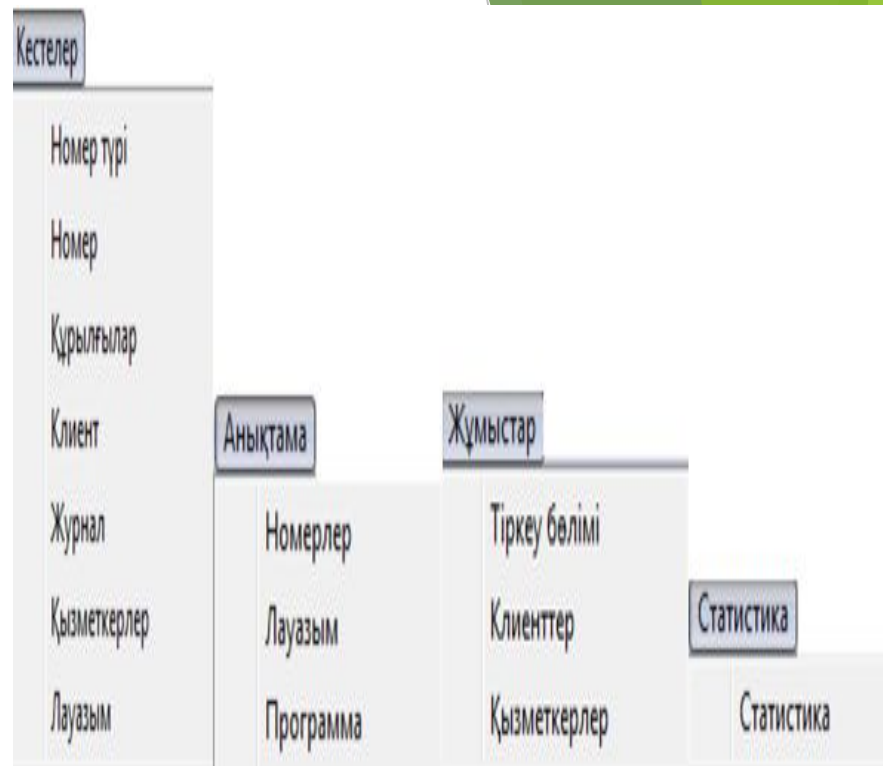 Кестелер
Номер түрі
Номер
Құрылғылар
Клиент
Журнал
Қызметкерлер
Лауазым
Анықтама
Номерлер
Лауазым
Программа
Жұмыстар
Тіркеу бөлімі
Клиенттер
Қызметкерлер
Статистика
Статистика